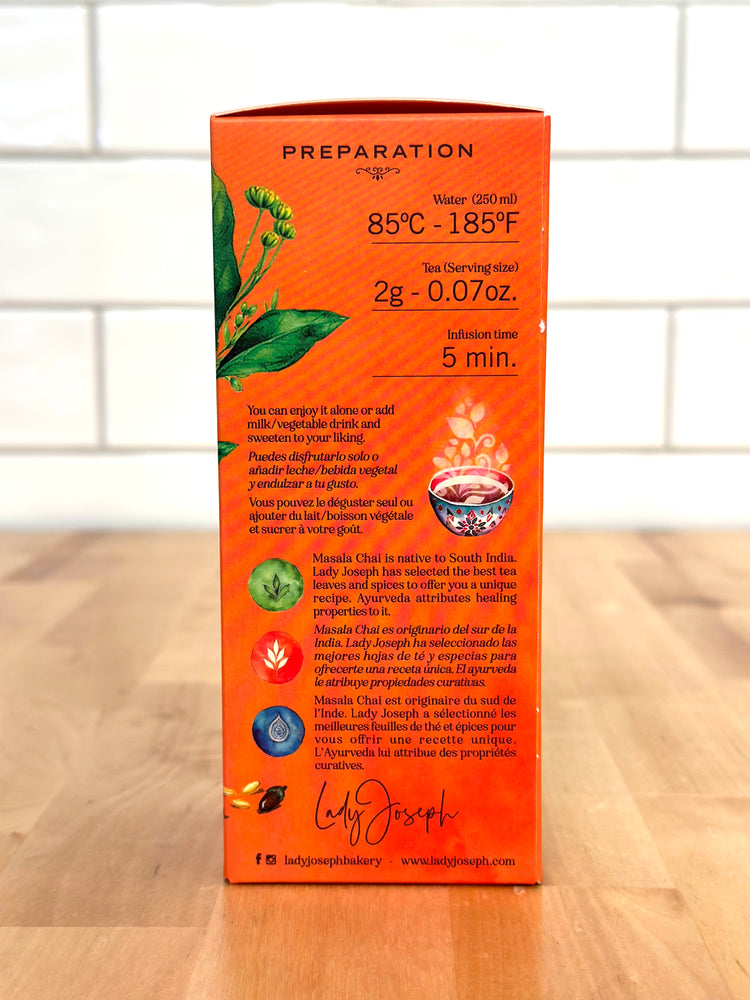 PREPARATION
Water (250 ml)
85ºC - 185ºF
Tea (Serving size)
2g - 0.07oz.
Infusion time
5 min.
You can enjoy it alone or add
milk/vegetable drink and
sweeten to your liking.
Puedes disfrutarlo solo o
añadir leche/bebida vegetal
y endulzar a tu gusto.
Vous pouvez le déguster seul ou
ajouter du lait/boisson végétale
et sucrer à votre goût.
Masala Chai is native to South India.
Lady Joseph has selected the best tea
leaves and spices to offer you a unique
recipe. Ayurveda attributes healing
properties to it.
Masala Chai es originario del sur de la
India. Lady Joseph ha seleccionado las
mejores hojas de té y especias para
ofrecerte una receta única. El ayurveda
le atribuye propiedades curativas.
Masala Chai est originaire du sud de
l'Inde. Lady Joseph a sélectionné les
meilleures feuilles de thé et épices pour
vous offrir une recette unique.
L'Ayurveda lui attribue des propriétés
curatives.
Lady Joseph
ladyjosephbakery - www.ladyjoseph.com